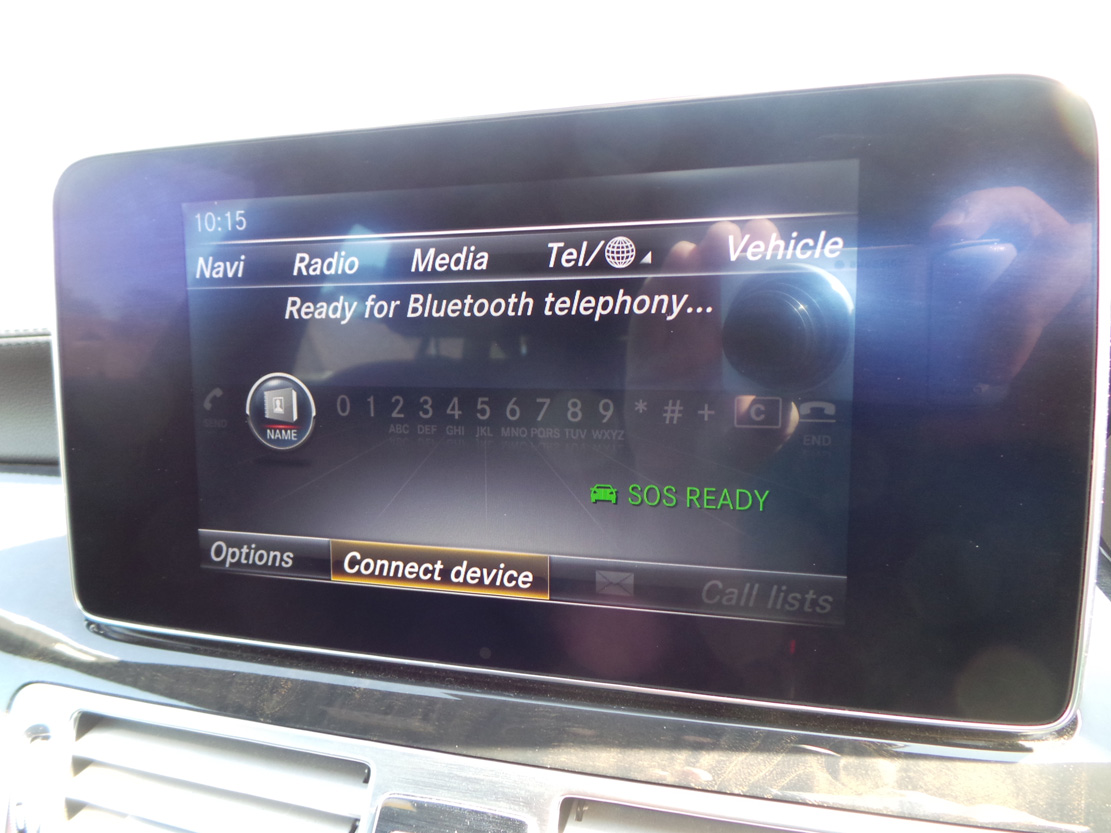 10:15
Navi Radio Media Tel/ Vehicle
Ready for Bluetooth telephony...
SEND NAME 0 1 2 ABC 3 DEF 4 GHI 5 JKL 6 MNO 7 PQRS 8 TUV 9 WXYZ * # + C END
SOS READY
Options Connect device Call lists